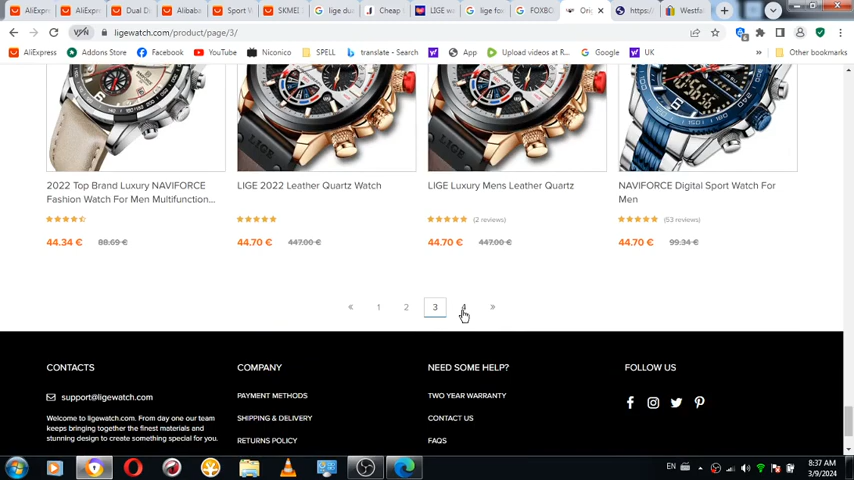 AliExpr
AliExpr
Dual D
Alibaba
Sport W
SKMEI
lige du
Cheap
LIGE w
lige fo
FOXBO
Orig
https:/
Westfa
ligewatch.com/product/page/3/
AliExpress
Addons Store
Facebook
YouTube
Niconico
SPELL
translate - Search
App
Upload videos at R...
Google
UK
Other bookmarks
LIGE
LIGE
2022 Top Brand Luxury NAVIFORCE
Fashion Watch For Men Multifunction...
44.34 € 88.69 €
LIGE 2022 Leather Quartz Watch
44.70 € 447.00 €
LIGE Luxury Mens Leather Quartz
(2 reviews)
44.70 € 447.00 €
NAVIFORCE Digital Sport Watch For
Men
(53 reviews)
44.70 € 99.34 €
« 1 2 3 4 »
CONTACTS
support@ligewatch.com
Welcome to ligewatch.com. From day one our team
keeps bringing together the finest materials and
stunning design to create something special for you.
COMPANY
PAYMENT METHODS
SHIPPING & DELIVERY
RETURNS POLICY
NEED SOME HELP?
TWO YEAR WARRANTY
CONTACT US
FAQS
FOLLOW US
EN
8:37 AM
3/9/2024